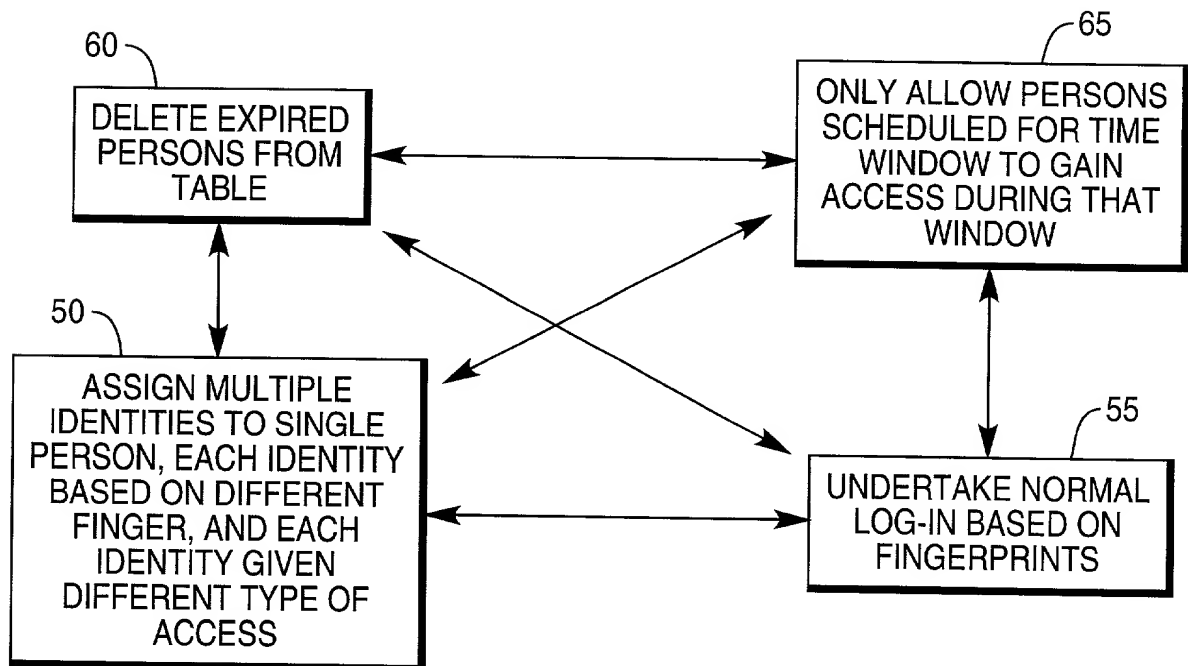 60
DELETE EXPIRED
PERSONS FROM
TABLE
65
ONLY ALLOW PERSONS
SCHEDULED FOR TIME
WINDOW TO GAIN
ACCESS DURING THAT
WINDOW
50
ASSIGN MULTIPLE
IDENTITIES TO SINGLE
PERSON, EACH IDENTITY
BASED ON DIFFERENT
FINGER, AND EACH
IDENTITY GIVEN
DIFFERENT TYPE OF
ACCESS
55
UNDERTAKE NORMAL
LOG-IN BASED ON
FINGERPRINTS